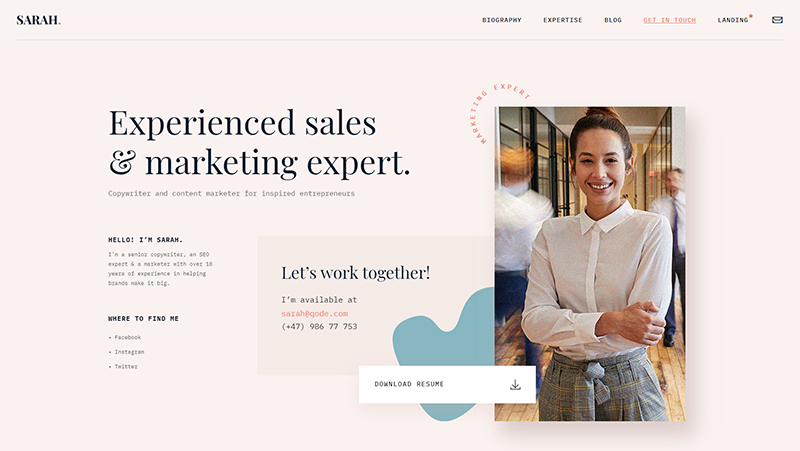 SARAH.
BIOGRAPHY
EXPERTISE
BLOG
GET IN TOUCH
LANDING
MARKETING EXPERT
Experienced sales
& marketing expert.
Copywriter and content marketer for inspired entrepreneurs
HELLO! I’M SARAH.
I’m a senior copywriter, an SEO
expert & a marketer with over 10
years of experience in helping
brands make it big.
WHERE TO FIND ME
• Facebook
• Instagram
• Twitter
Let’s work together!
I’m available at
sarah@qode.com
(+47) 986 77 753
DOWNLOAD RESUME